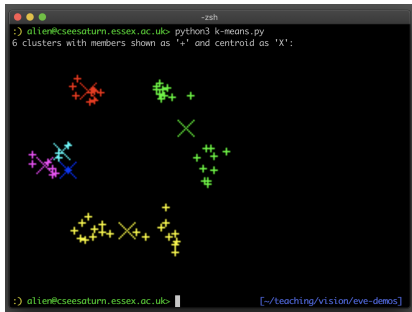 -zsh
:) alien@cseesaturn.essex.ac.uk> python3 k-means.py
6 clusters with members shown as '+' and centroid as 'X':
:) alien@cseesaturn.essex.ac.uk> [~/teaching/vision/eve-demos]